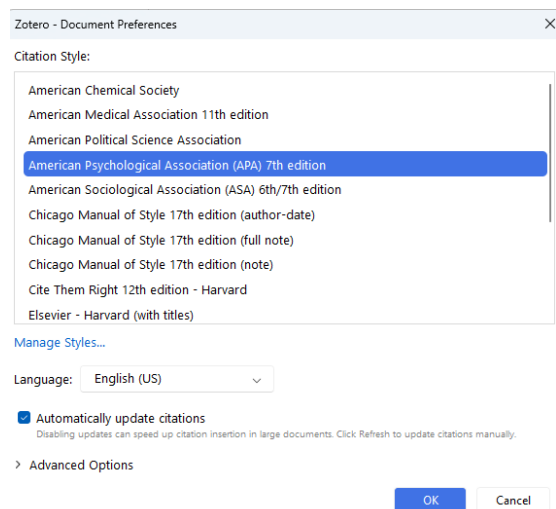 Zotero - Document Preferences
Citation Style:
American Chemical Society
American Medical Association 11th edition
American Political Science Association
American Psychological Association (APA) 7th edition
American Sociological Association (ASA) 6th/7th edition
Chicago Manual of Style 17th edition (author-date)
Chicago Manual of Style 17th edition (full note)
Chicago Manual of Style 17th edition (note)
Cite Them Right 12th edition - Harvard
Elsevier - Harvard (with titles)
Manage Styles...
Language: English (US)
Automatically update citations
Disabling updates can speed up citation insertion in large documents. Click Refresh to update citations manually.
Advanced Options
OK Cancel